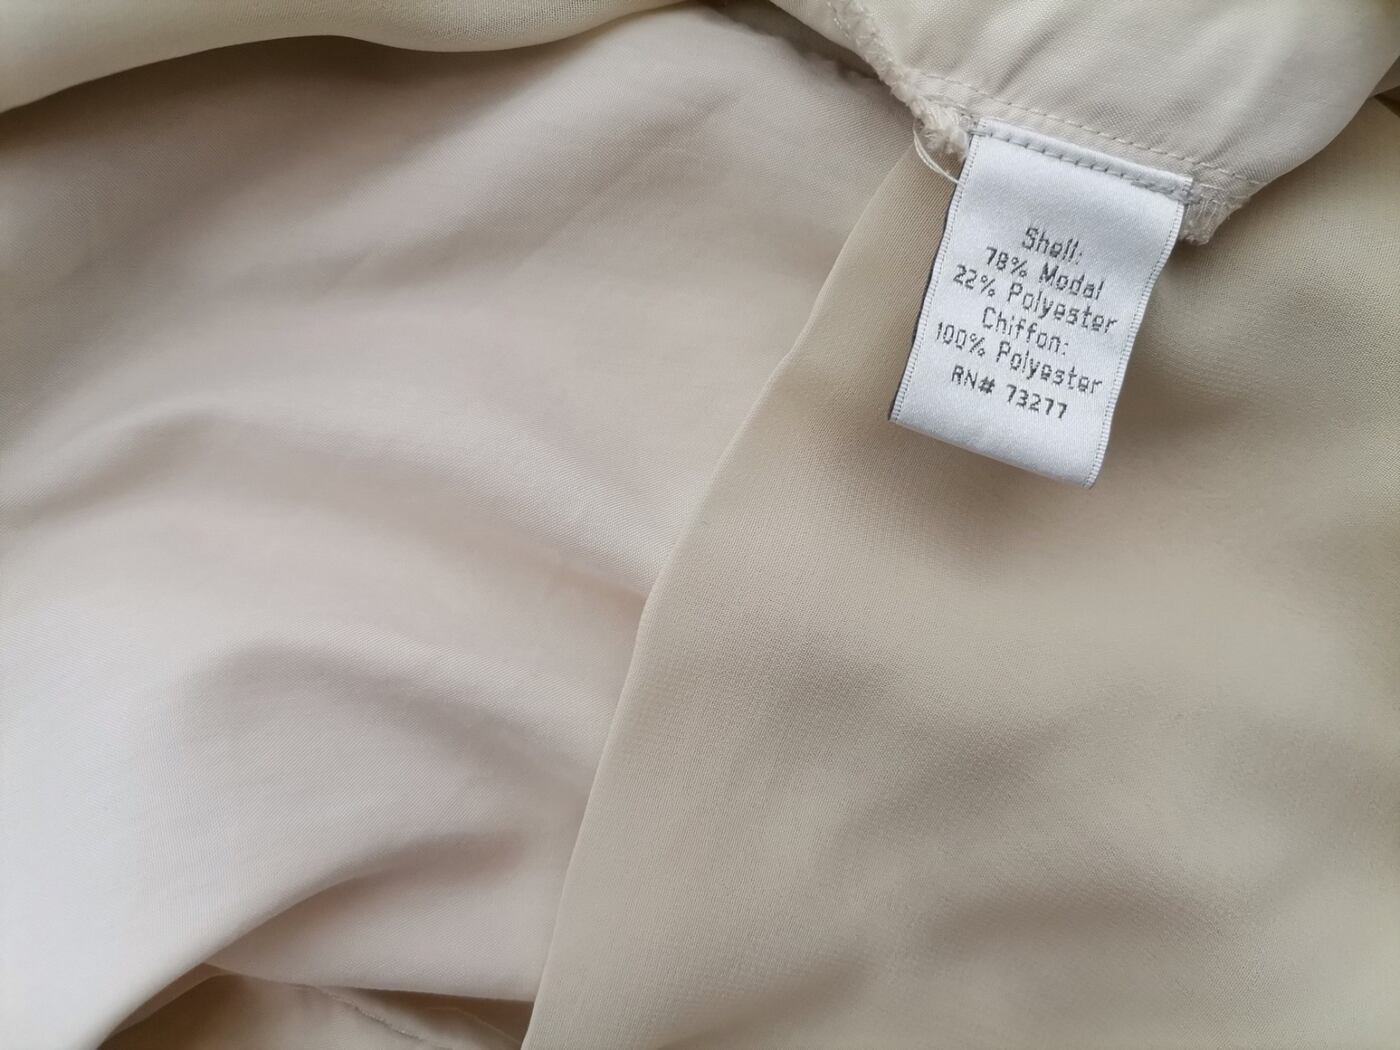 Shell:
78% Modal
22% Polyester
Chiffon:
100% Polyester
RN# 73277